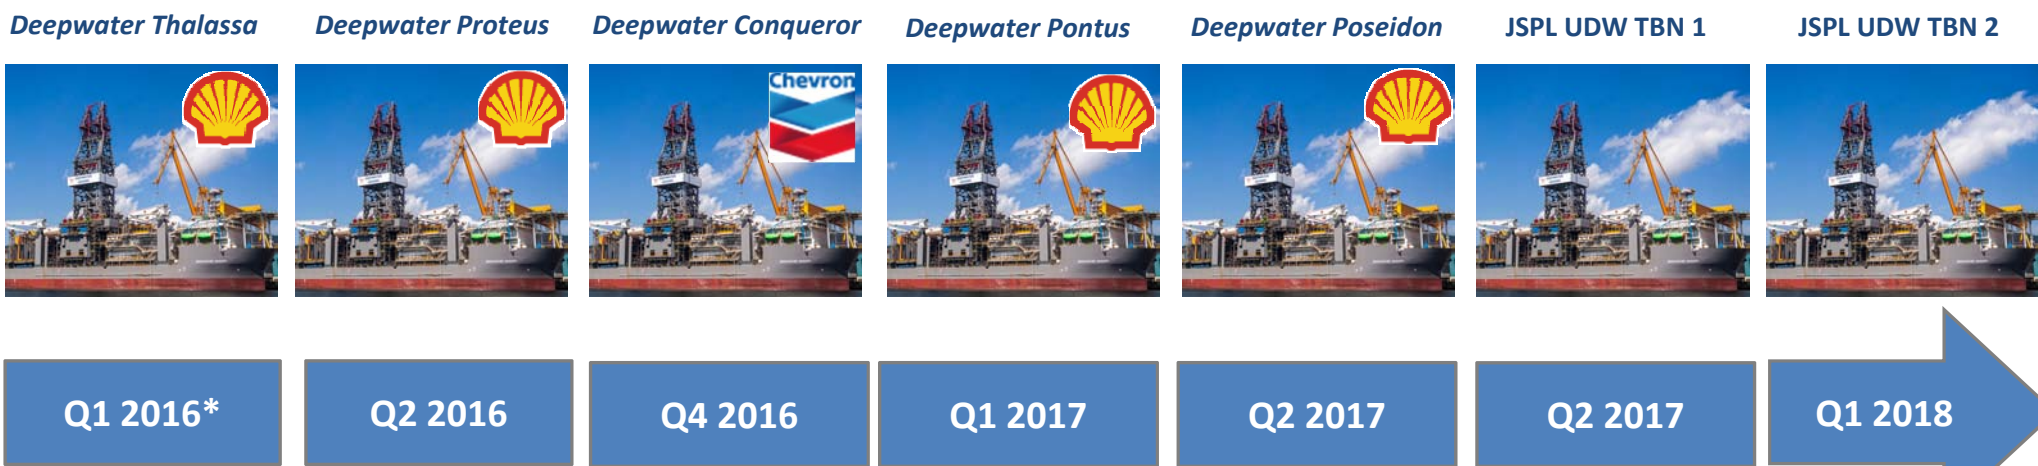 Deepwater Thalassa
Deepwater Proteus
Deepwater Conqueror
Deepwater Pontus
Deepwater Poseidon
JSPL UDW TBN 1
JSPL UDW TBN 2
Chevron
Q1 2016*
Q2 2016
Q4 2016
Q1 2017
Q2 2017
Q2 2017
Q1 2018